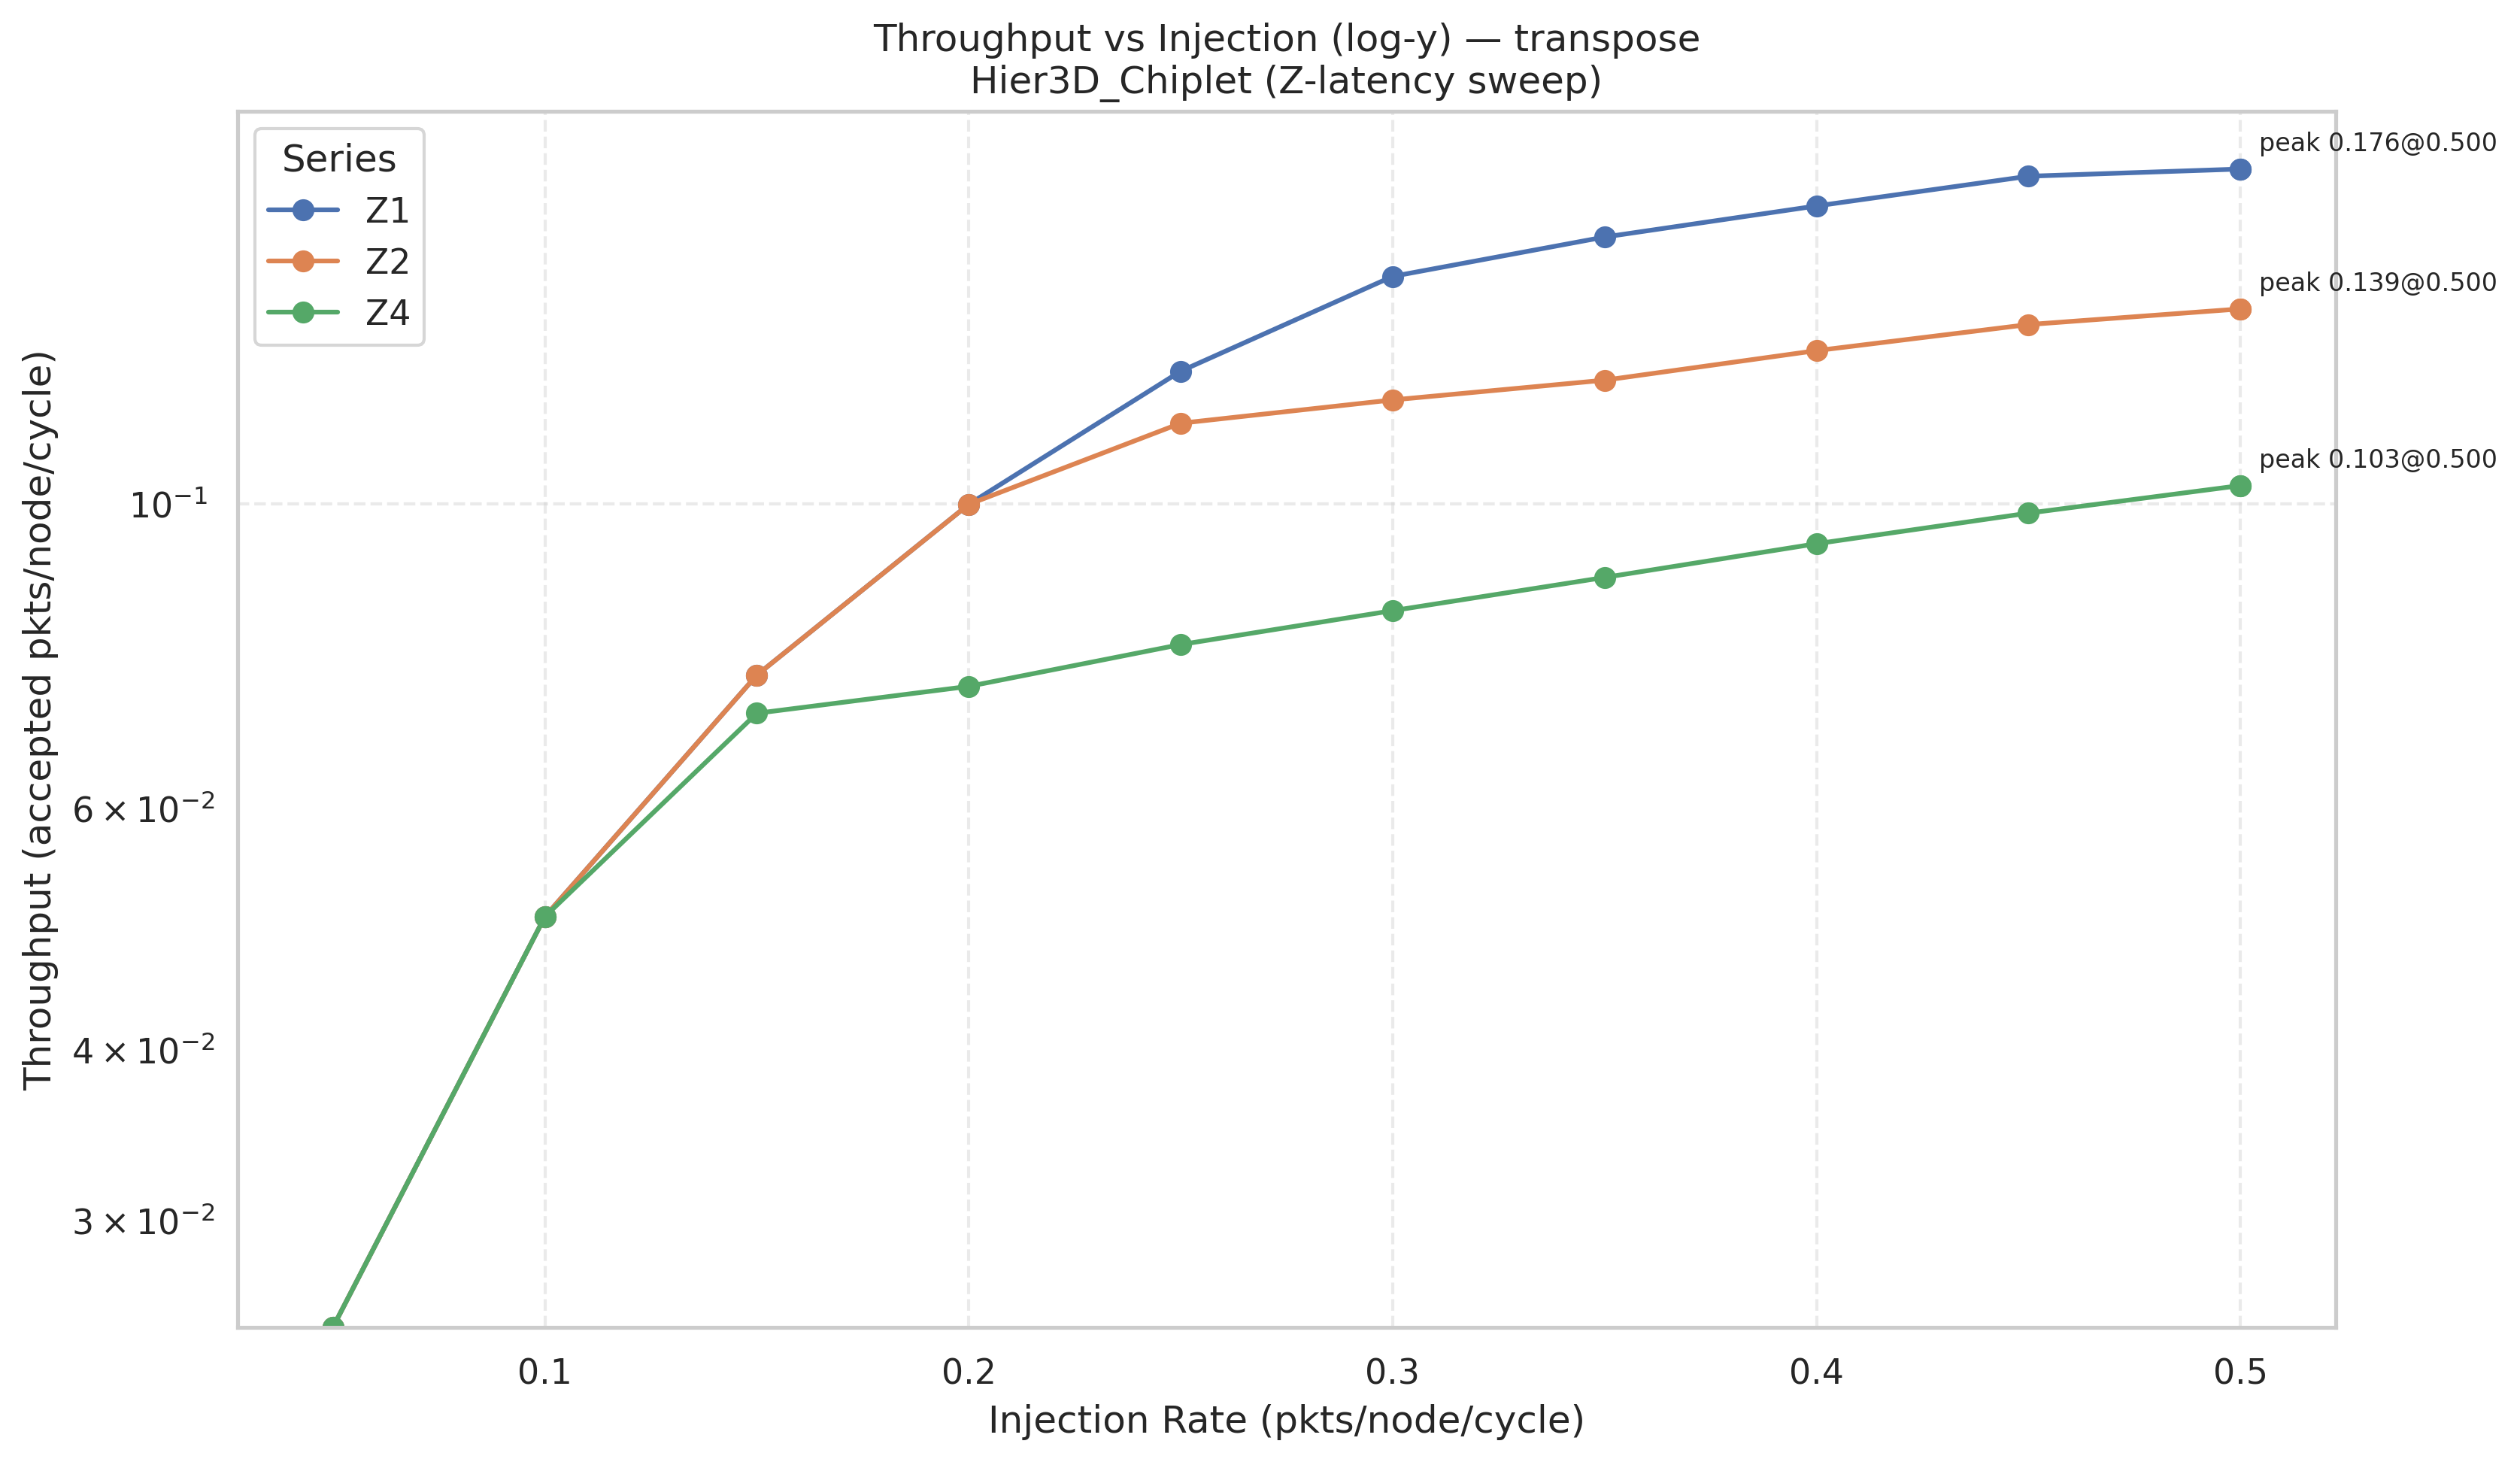 Throughput vs Injection (log-y) — transpose
Hier3D_Chiplet (Z-latency sweep)
Series
Z1
Z2
Z4
peak 0.176@0.500
peak 0.139@0.500
peak 0.103@0.500
Throughput (accepted pkts/node/cycle)
10⁻¹
6 × 10⁻²
4 × 10⁻²
3 × 10⁻²
0.1 0.2 0.3 0.4 0.5
Injection Rate (pkts/node/cycle)